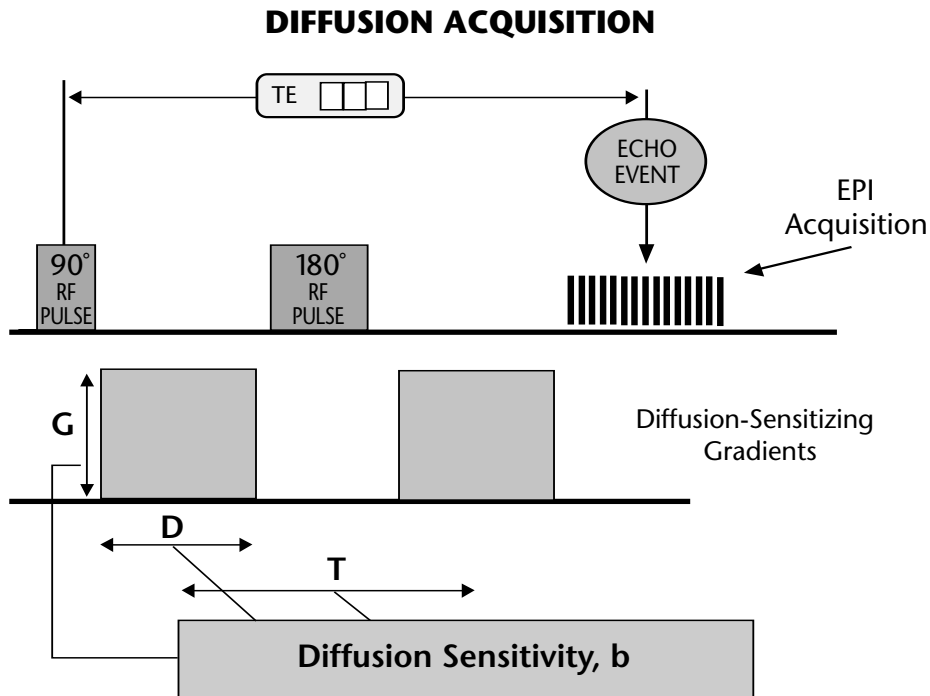 DIFFUSION ACQUISITION
TE
ECHO
EVENT
EPI
Acquisition
90°
RF
PULSE
180°
RF
PULSE
G
Diffusion-Sensitizing
Gradients
D
T
Diffusion Sensitivity, b